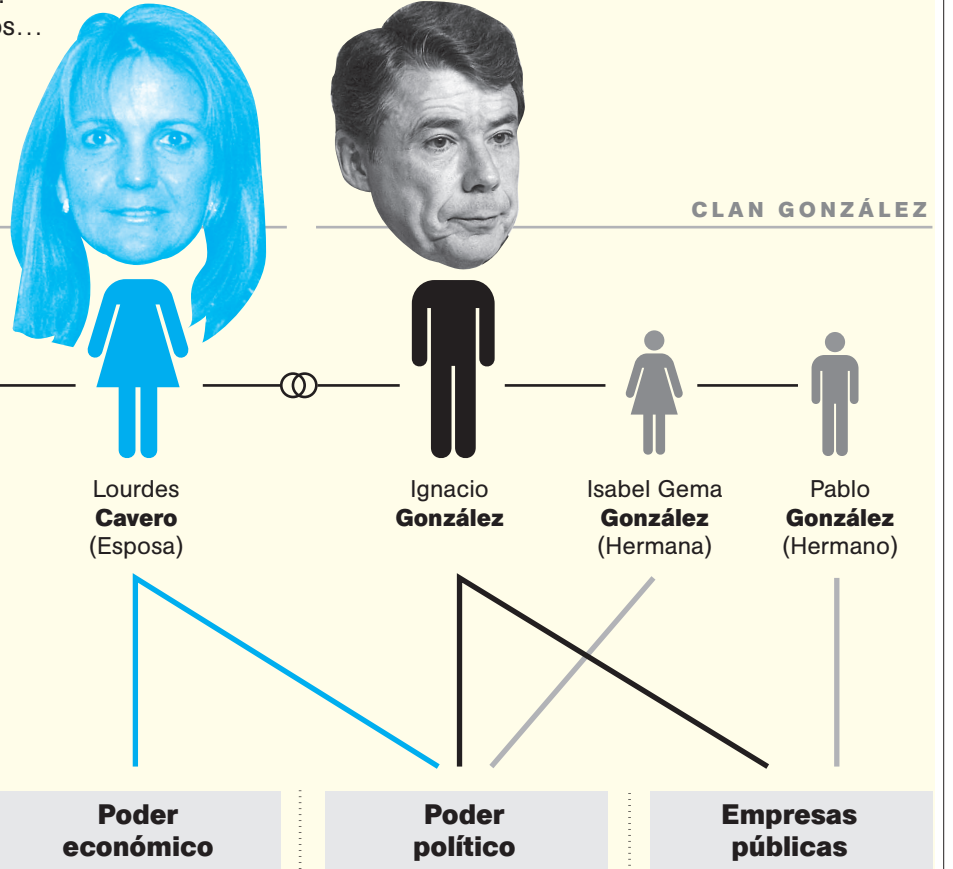 os…
CLAN GONZÁLEZ
Lourdes
Cavero
(Esposa)
Ignacio
González
Isabel Gema
González
(Hermana)
Pablo
González
(Hermano)
Poder
económico
Poder
político
Empresas
públicas